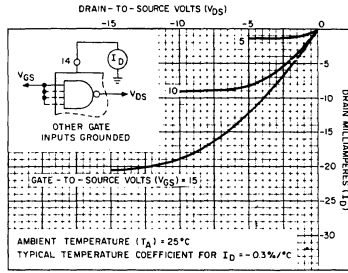 DRAIN-TO-SOURCE VOLTS (VDS)
-15 -10 -5 0
14
ID
VGS
VDS
OTHER GATE
INPUTS GROUNDED
5
10
GATE-TO-SOURCE VOLTS (VGS) = 15
-5
-10
-15
-20
-25
-30
DRAIN MILLIAMPERES (ID)
AMBIENT TEMPERATURE (TA) = 25°C
TYPICAL TEMPERATURE COEFFICIENT FOR ID = -0.3%/°C